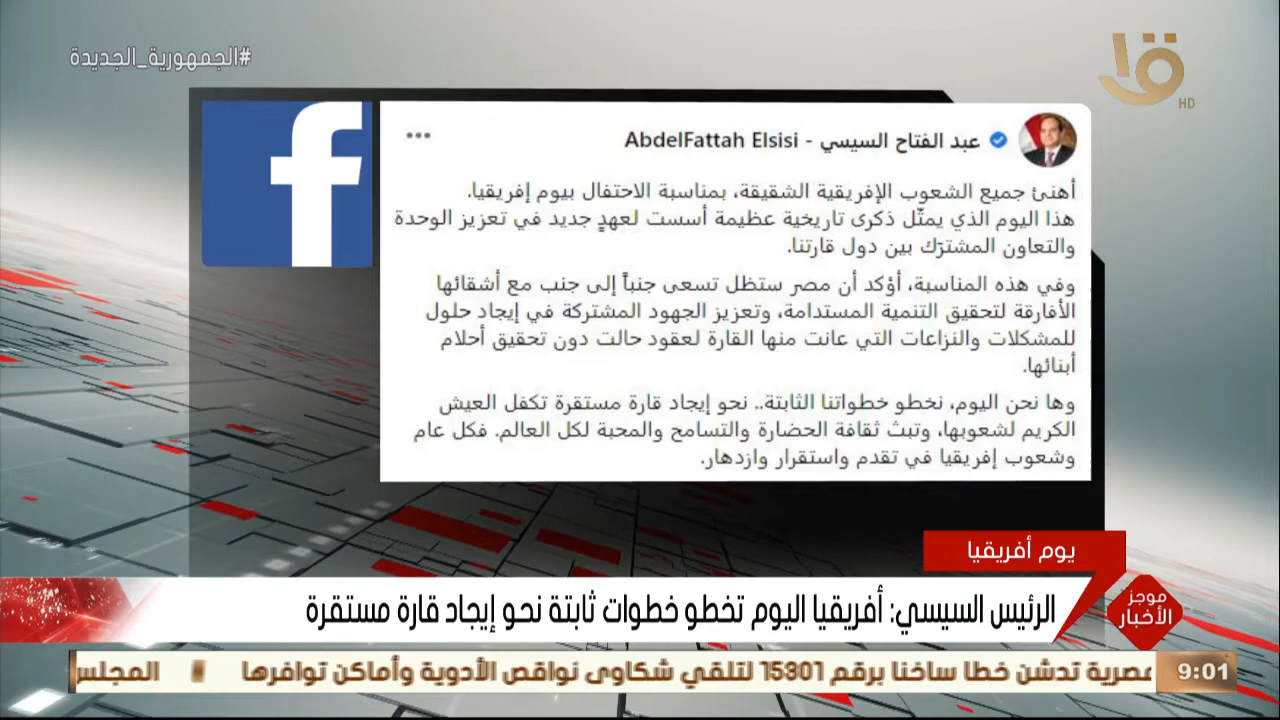 #الجمهورية_الجديدة
HD
عبد الفتاح السيسي - AbdelFattah Elsisi
أهنئ جميع الشعوب الإفريقية الشقيقة، بمناسبة الاحتفال بيوم إفريقيا.
هذا اليوم الذي يمثّل ذكرى تاريخية عظيمة أسست لعهدٍ جديد في تعزيز الوحدة
والتعاون المشترك بين دول قارتنا.
وفي هذه المناسبة، أؤكد أن مصر ستظل تسعى جنباً إلى جنب مع أشقائها
الأفارقة لتحقيق التنمية المستدامة، وتعزيز الجهود المشتركة في إيجاد حلول
للمشكلات والنزاعات التي عانت منها القارة لعقود حالت دون تحقيق أحلام
أبنائها.
وها نحن اليوم، نخطو خطواتنا الثابتة.. نحو إيجاد قارة مستقرة تكفل العيش
الكريم لشعوبها، وتبث ثقافة الحضارة والتسامح والمحبة لكل العالم. فكل عام
وشعوب إفريقيا في تقدم واستقرار وازدهار.
يوم أفريقيا
موجز
الأخبار
الرئيس السيسي: أفريقيا اليوم تخطو خطوات ثابتة نحو إيجاد قارة مستقرة
9:01
تدشن خطا ساخنا برقم 15301 لتلقي شكاوى نواقص الأدوية وأماكن توافرها